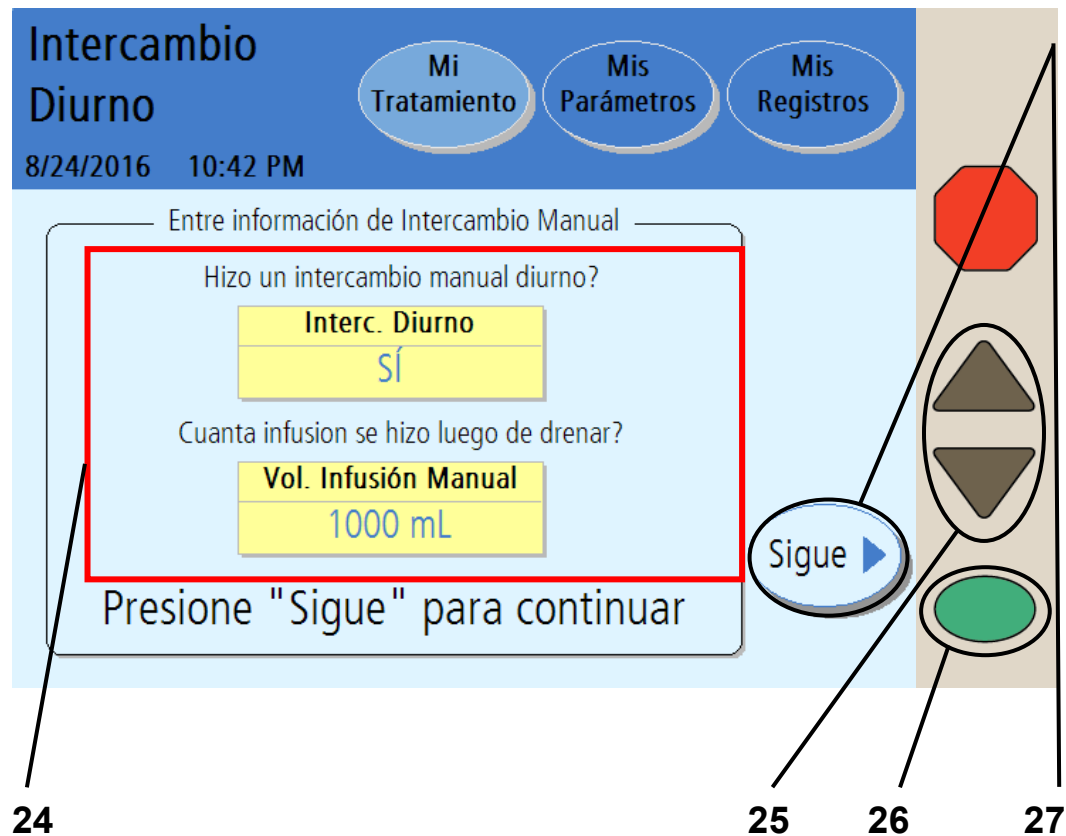 Intercambio
Diurno
8/24/2016 10:42 PM
Mi
Tratamiento
Mis
Parámetros
Mis
Registros
Entre información de Intercambio Manual
Hizo un intercambio manual diurno?
Interc. Diurno
SÍ
Cuanta infusion se hizo luego de drenar?
Vol. Infusión Manual
1000 mL
Sigue
Presione "Sigue" para continuar
24
25
26
27